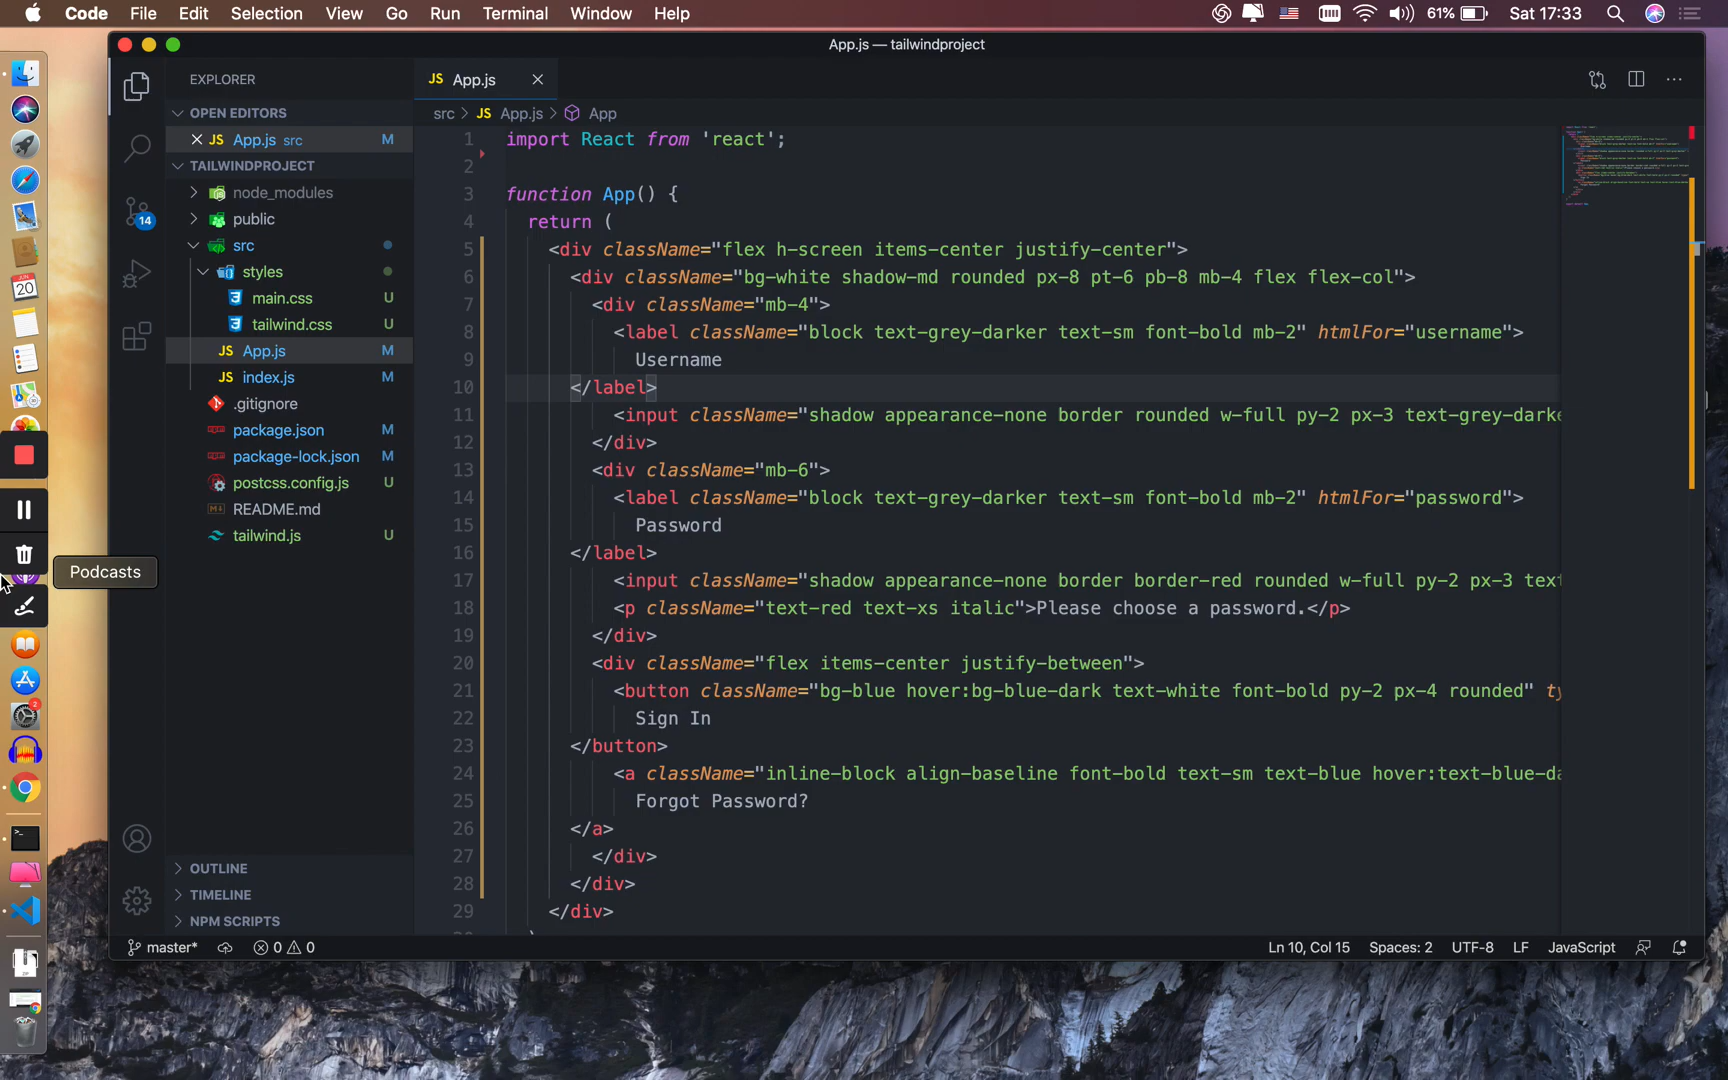 Code File Edit Selection View Go Run Terminal Window Help 61% Sat 17:33
App.js — tailwindproject
EXPLORER
JS App.js
OPEN EDITORS
src > JS App.js > App
JS App.js src M
TAILWINDPROJECT
node_modules
public
src
styles
main.css U
tailwind.css U
JS App.js M
JS index.js M
.gitignore
package.json M
package-lock.json M
postcss.config.js U
README.md
tailwind.js U
OUTLINE
TIMELINE
NPM SCRIPTS
14
JUN
20
2
Podcasts
1 import React from 'react';
2
3 function App() {
4 return (
5 <div className="flex h-screen items-center justify-center">
6 <div className="bg-white shadow-md rounded px-8 pt-6 pb-8 mb-4 flex flex-col">
7 <div className="mb-4">
8 <label className="block text-grey-darker text-sm font-bold mb-2" htmlFor="username">
9 Username
10 </label>
11 <input className="shadow appearance-none border rounded w-full py-2 px-3 text-grey-darke
12 </div>
13 <div className="mb-6">
14 <label className="block text-grey-darker text-sm font-bold mb-2" htmlFor="password">
15 Password
16 </label>
17 <input className="shadow appearance-none border border-red rounded w-full py-2 px-3 tex
18 <p className="text-red text-xs italic">Please choose a password.</p>
19 </div>
20 <div className="flex items-center justify-between">
21 <button className="bg-blue hover:bg-blue-dark text-white font-bold py-2 px-4 rounded" ty
22 Sign In
23 </button>
24 <a className="inline-block align-baseline font-bold text-sm text-blue hover:text-blue-da
25 Forgot Password?
26 </a>
27 </div>
28 </div>
29 </div>
master* 0 0 Ln 10, Col 15 Spaces: 2 UTF-8 LF JavaScript